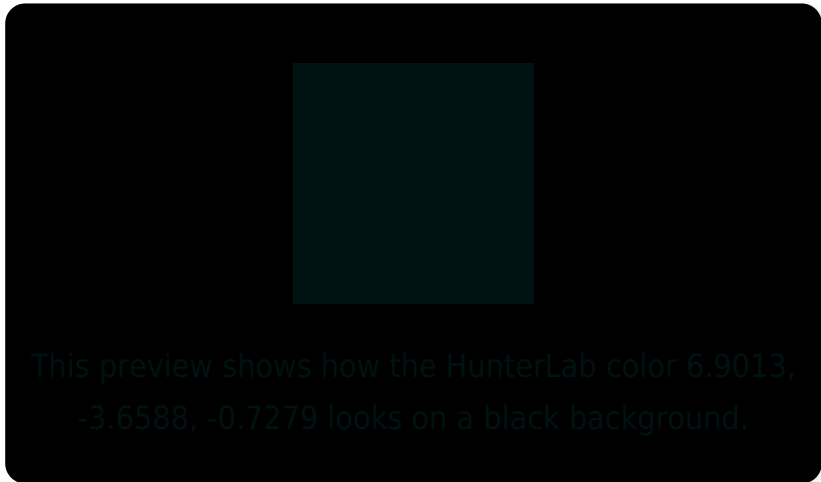 This preview shows how the HunterLab color 6.9013,
-3.6588, -0.7279 looks on a black background.